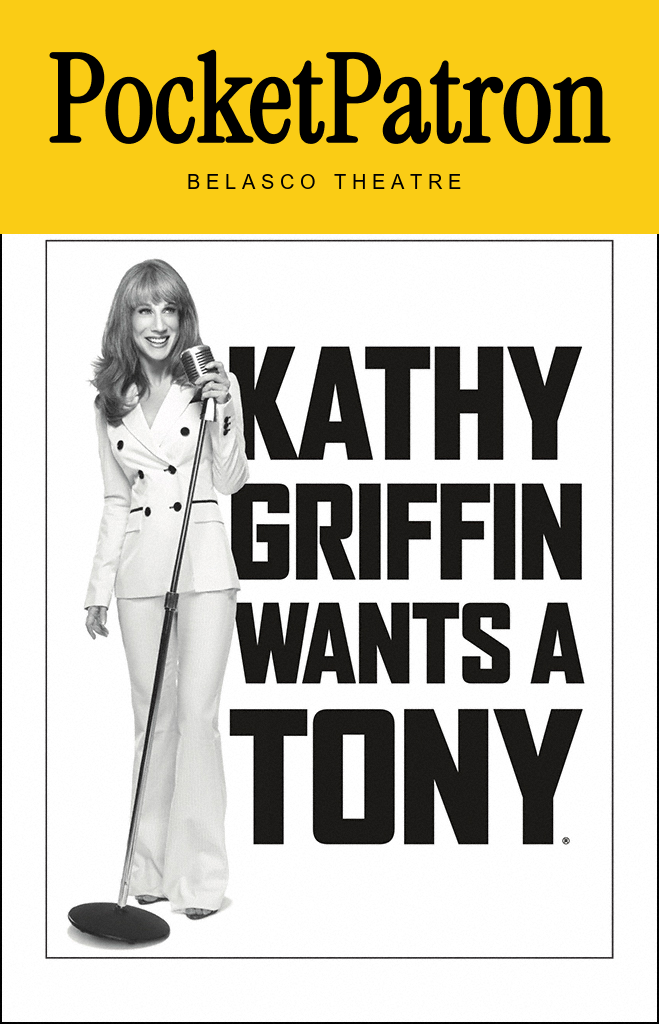 PocketPatron
BELASCO THEATRE
KATHY
GRIFFIN
WANTS A
TONY®